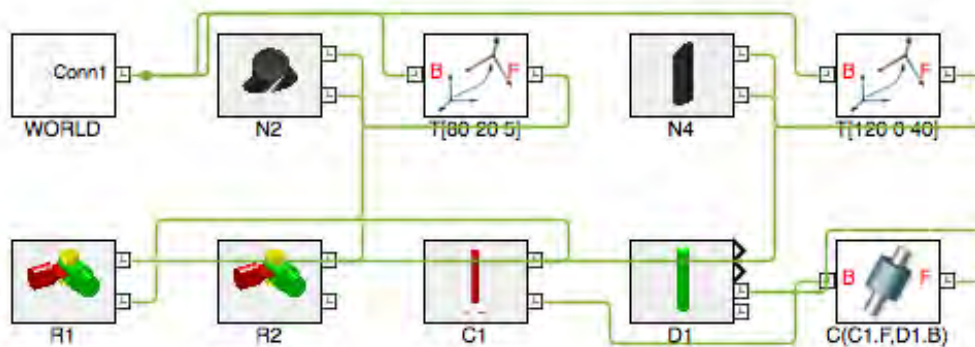 Conn1
WORLD
N2
B F
T[80 20 5]
N4
B F
T[120 0 40]
R1
R2
C1
D1
B F
C(C1.F,D1.B)